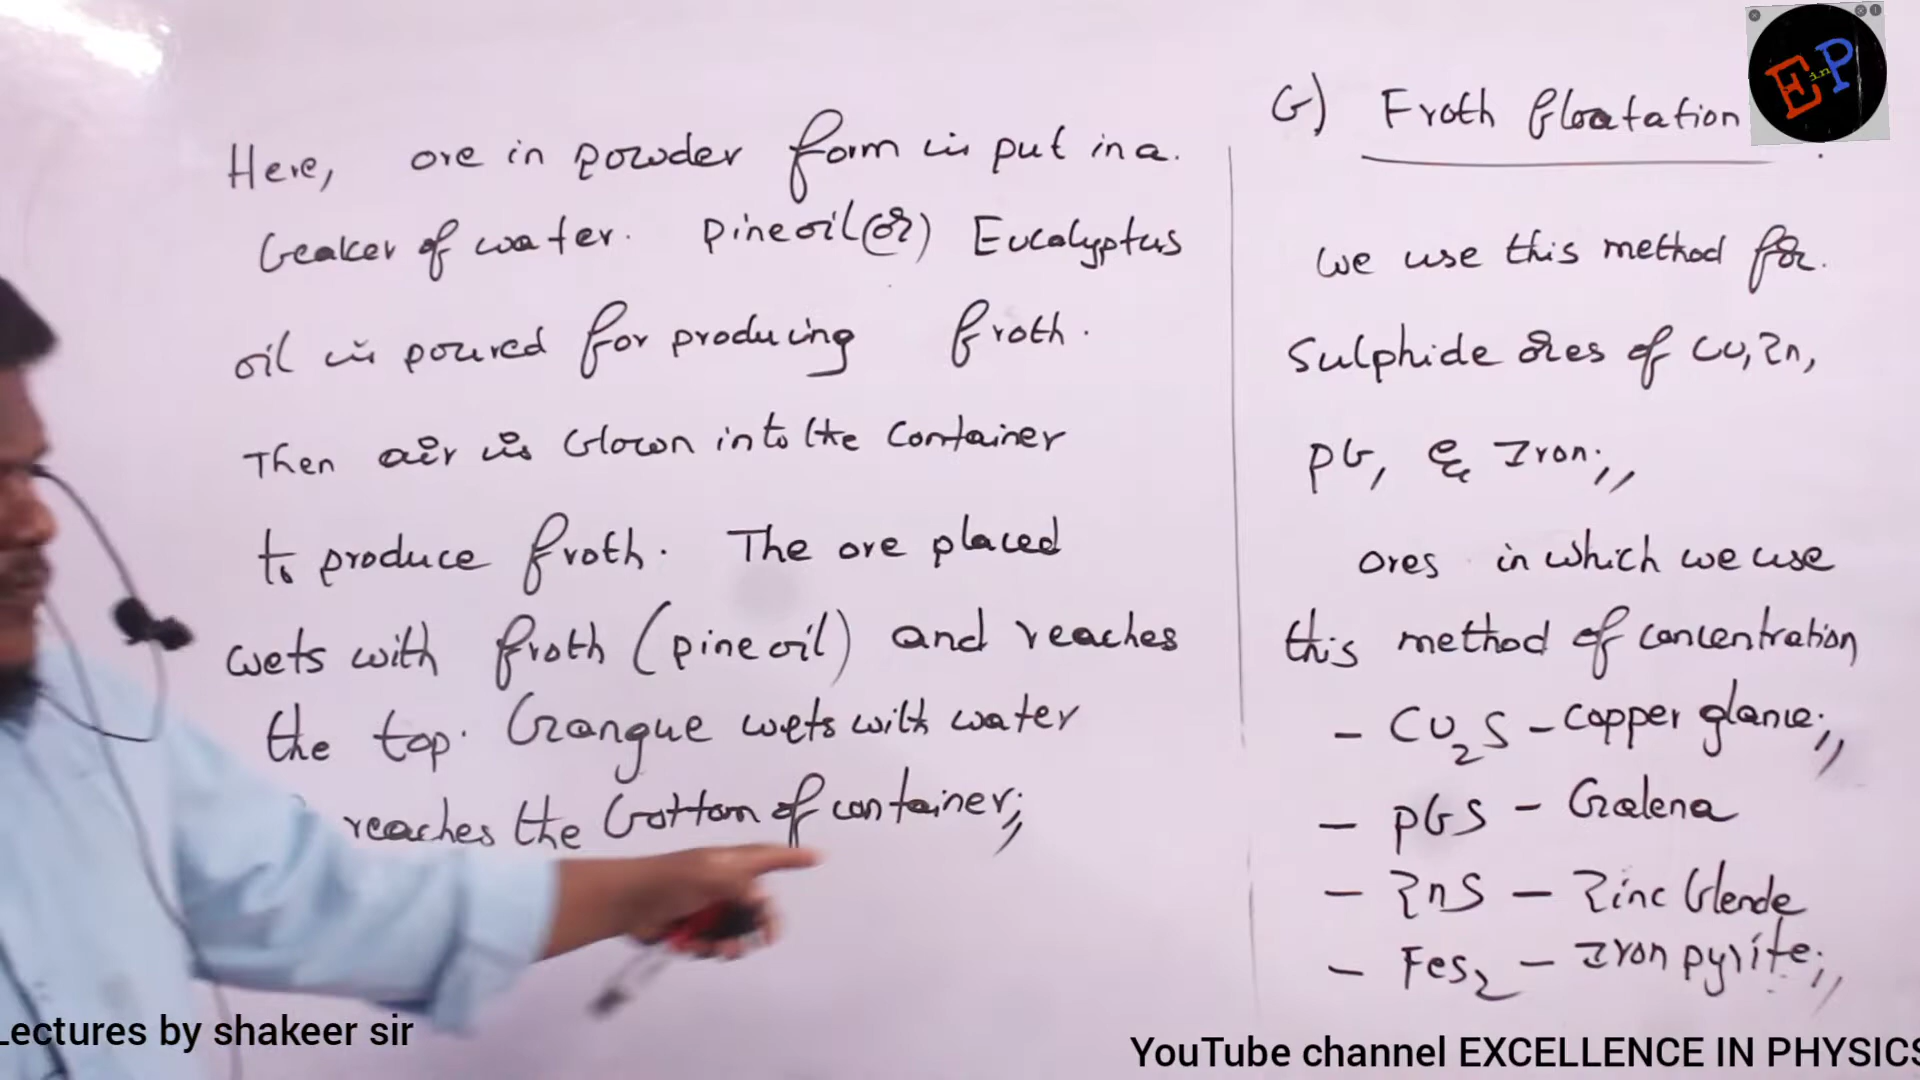 b) Froth floatation
we use this method for
Sulphide ores of Cu, Zn,
pb, & Iron;,,
ores in which we use
this method of concentration
- Cu2S - Copper glance;,,
- pbS - Galena
- ZnS - Zinc blende
- FeS2 - Iron pyrite;,,
Here, ore in powder form is put in a.
beaker of water. pine oil (or) Eucalyptus
oil is poured for producing froth.
Then air is blown into the container
to produce froth. The ore placed
wets with froth (pine oil) and reaches
the top. Gangue wets with water
reaches the bottom of container;,,
E in P
Lectures by shakeer sir
YouTube channel EXCELLENCE IN PHYSICS